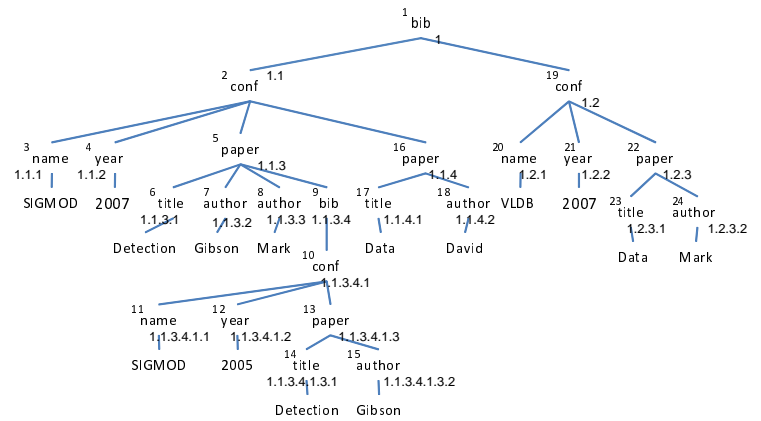 1 bib
1
2 conf 1.1
19 conf
1.2
3 name
1.1.1
4 year
1.1.2
5 paper
1.1.3
16 paper
1.1.4
20 name
1.2.1
21 year
1.2.2
22 paper
1.2.3
SIGMOD
2007
6 title
1.1.3.1
7 author
1.1.3.2
8 author
1.1.3.3
9 bib
1.1.3.4
17 title
1.1.4.1
18 author
1.1.4.2
VLDB
2007
23 title
1.2.3.1
24 author
1.2.3.2
Detection
Gibson
Mark
Data
David
Data
Mark
10 conf
1.1.3.4.1
11 name
1.1.3.4.1.1
12 year
1.1.3.4.1.2
13 paper
1.1.3.4.1.3
SIGMOD
2005
14 title
1.1.3.4.1.3.1
15 author
1.1.3.4.1.3.2
Detection
Gibson